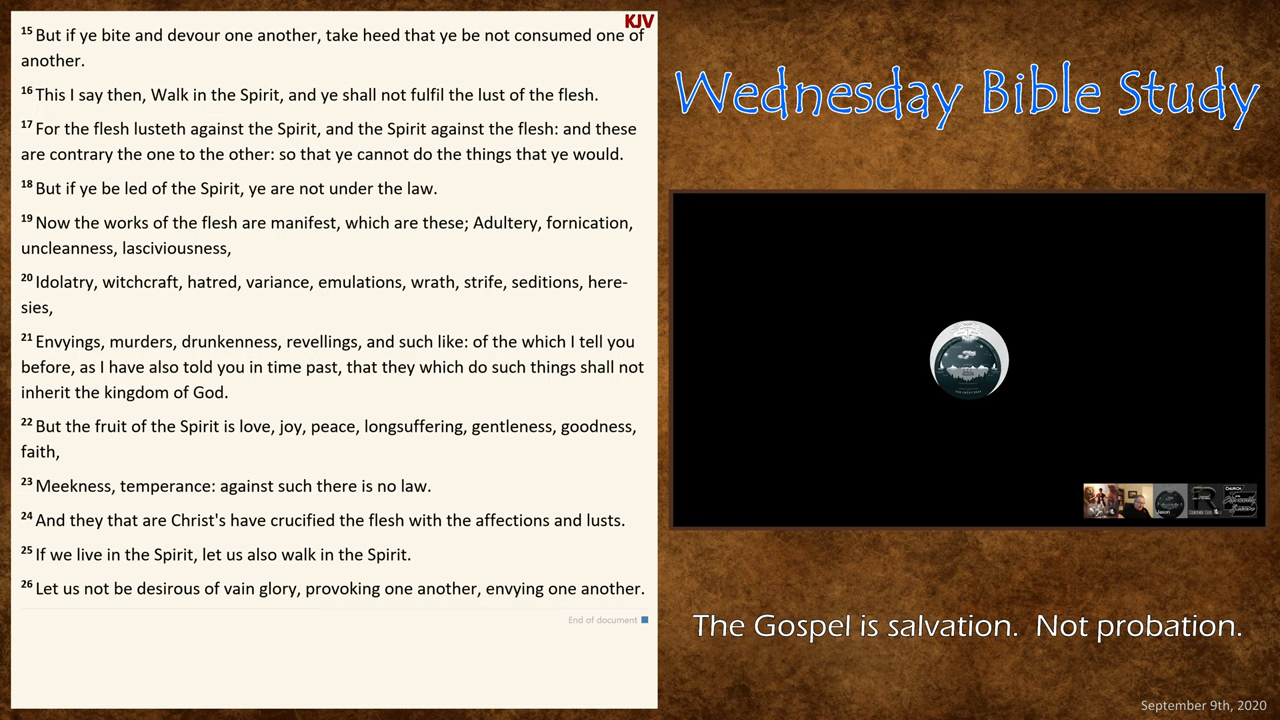 KJV
15 But if ye bite and devour one another, take heed that ye be not consumed one of
another.
16 This I say then, Walk in the Spirit, and ye shall not fulfil the lust of the flesh.
17 For the flesh lusteth against the Spirit, and the Spirit against the flesh: and these
are contrary the one to the other: so that ye cannot do the things that ye would.
18 But if ye be led of the Spirit, ye are not under the law.
19 Now the works of the flesh are manifest, which are these; Adultery, fornication,
uncleanness, lasciviousness,
20 Idolatry, witchcraft, hatred, variance, emulations, wrath, strife, seditions, here-
sies,
21 Envyings, murders, drunkenness, revellings, and such like: of the which I tell you
before, as I have also told you in time past, that they which do such things shall not
inherit the kingdom of God.
22 But the fruit of the Spirit is love, joy, peace, longsuffering, gentleness, goodness,
faith,
23 Meekness, temperance: against such there is no law.
24 And they that are Christ's have crucified the flesh with the affections and lusts.
25 If we live in the Spirit, let us also walk in the Spirit.
26 Let us not be desirous of vain glory, provoking one another, envying one another.
End of document
Wednesday Bible Study
Jason
The Gospel is salvation. Not probation.
September 9th, 2020